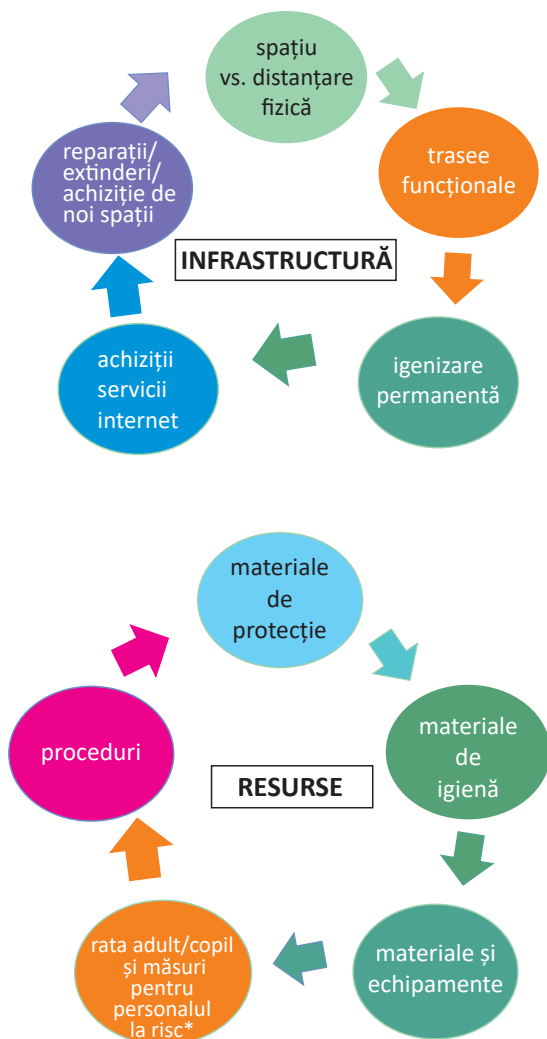 spațiu
vs. distanțare
fizică
trasee
funcționale
igenizare
permanentă
achiziții
servicii
internet
reparații/
extinderi/
achiziție de
noi spații
INFRASTRUCTURĂ
materiale
de
protecție
materiale
de
igienă
materiale și
echipamente
rata adult/copil
și măsuri
pentru
personalul
la risc*
proceduri
RESURSE